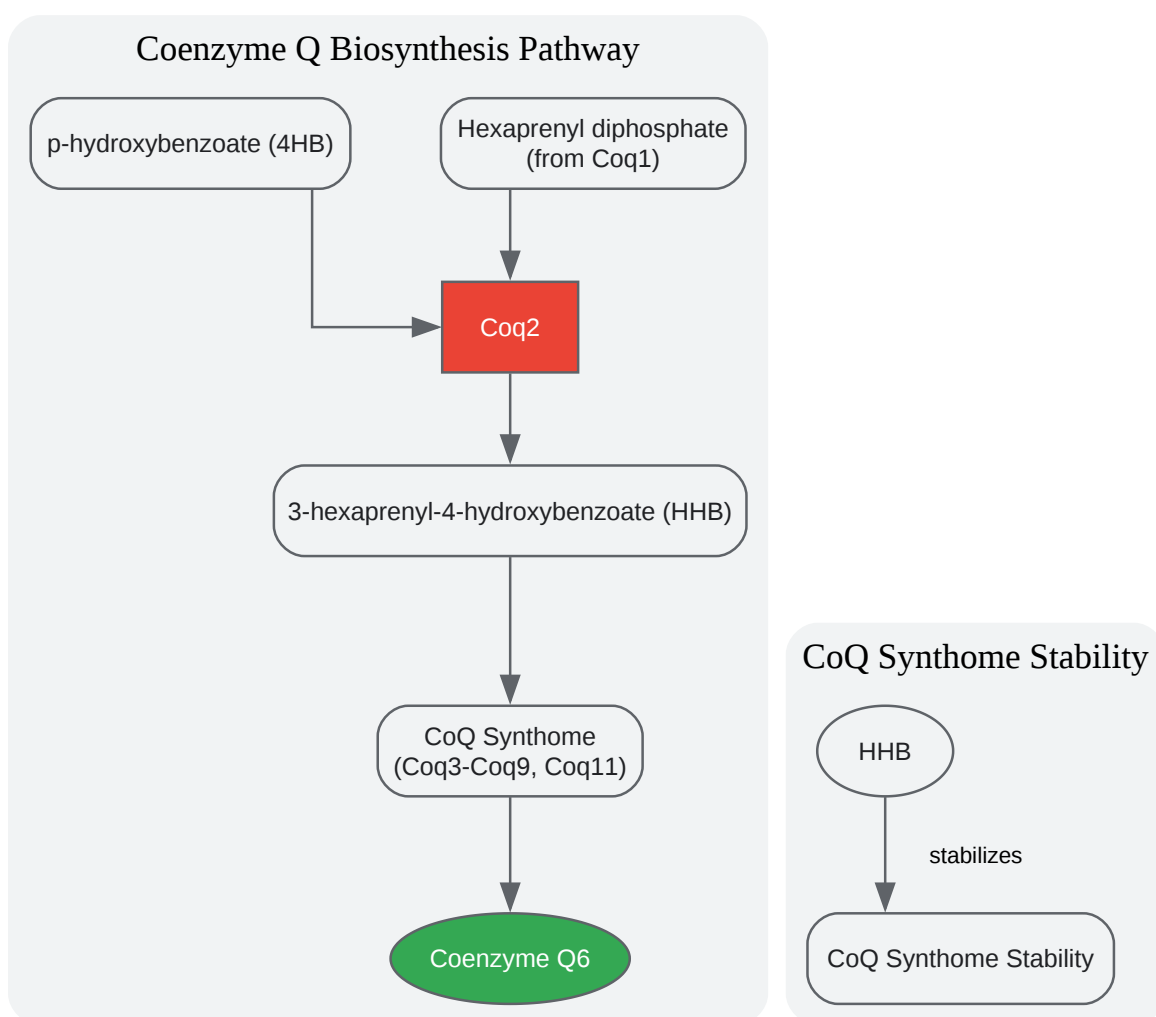 Coenzyme Q Biosynthesis Pathway
p-hydroxybenzoate (4HB)
Hexaprenyl diphosphate
(from Coq1)
Coq2
3-hexaprenyl-4-hydroxybenzoate (HHB)
CoQ Synthome
(Coq3-Coq9, Coq11)
Coenzyme Q6
CoQ Synthome Stability
HHB
stabilizes
CoQ Synthome Stability